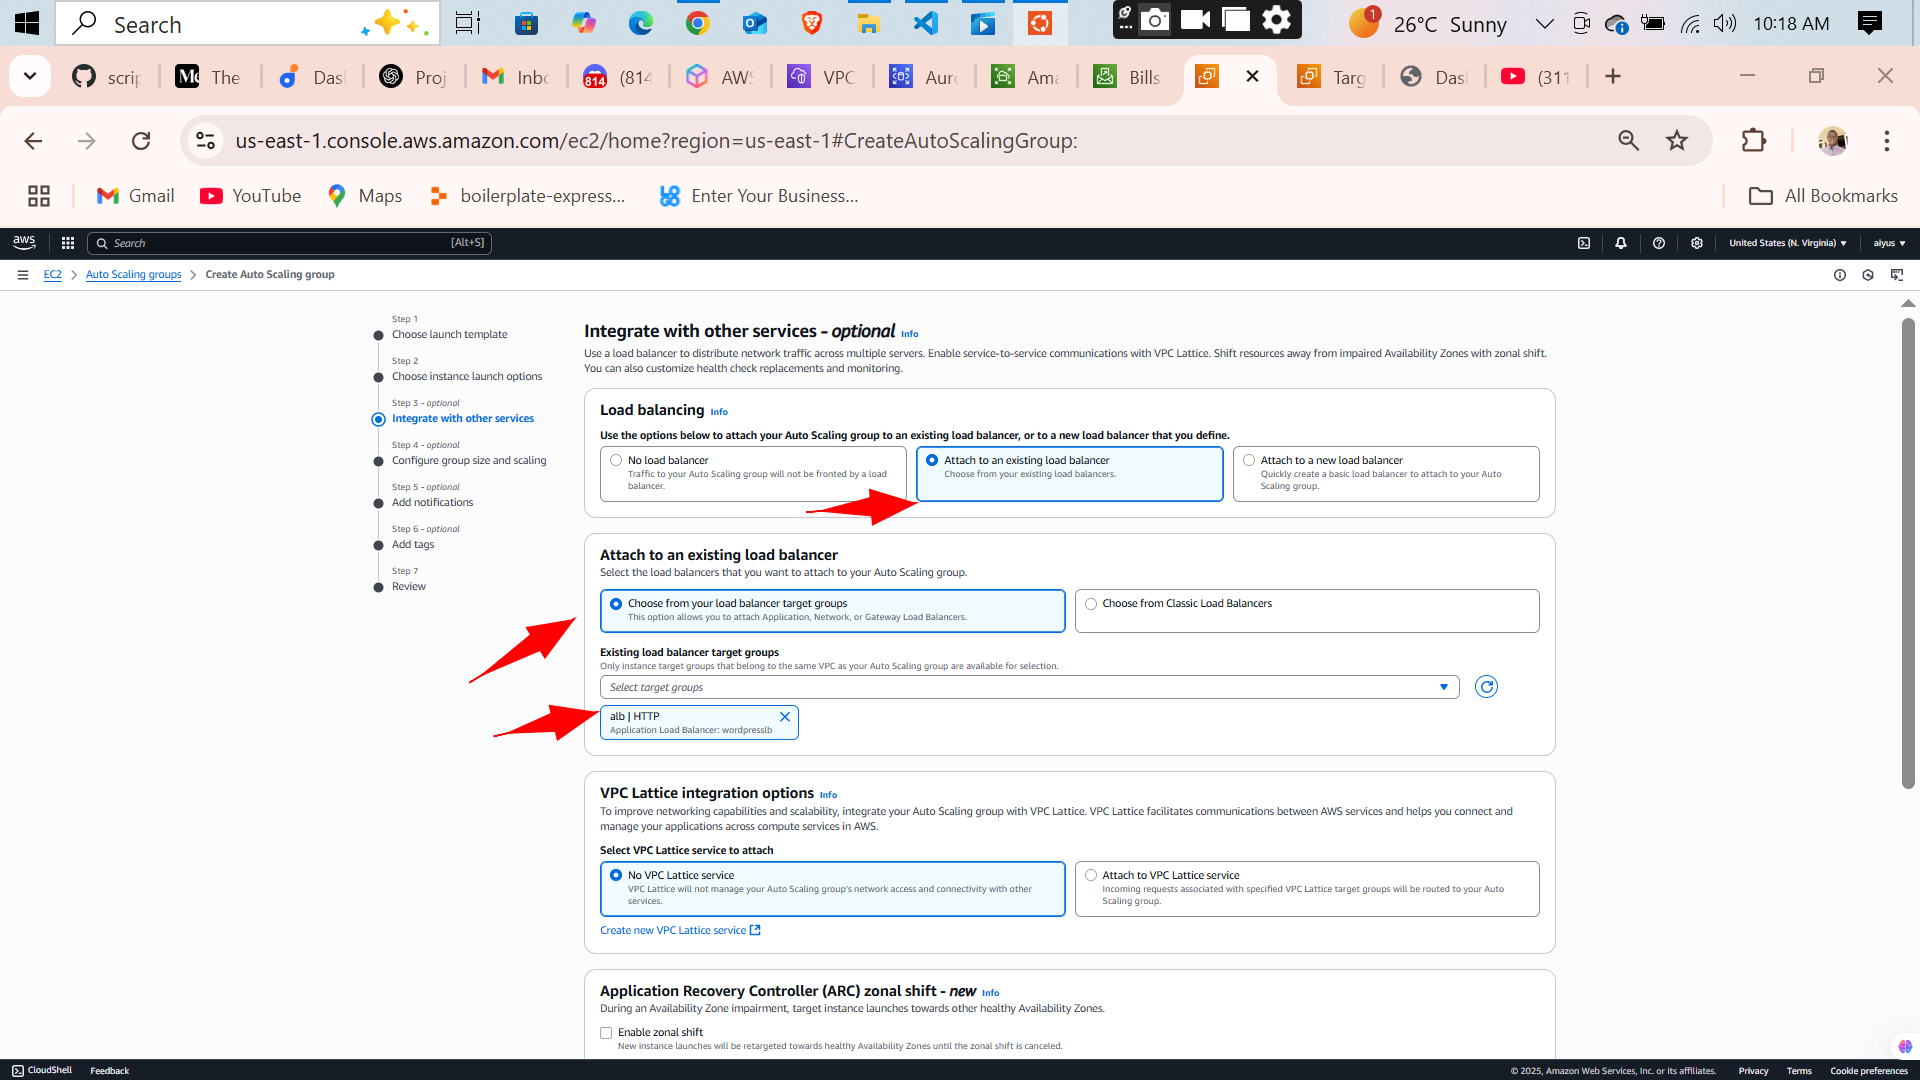 Search
26°C Sunny
10:18 AM
1
scrip
The
Das
Proj
Inbo
(814
AWS
VPC
Auro
Ama
Bills
Targ
Das
(311
us-east-1.console.aws.amazon.com/ec2/home?region=us-east-1#CreateAutoScalingGroup:
Gmail
YouTube
Maps
boilerplate-express...
Enter Your Business...
All Bookmarks
aws
Search
[Alt+S]
United States (N. Virginia)
aiyus
EC2
Auto Scaling groups
Create Auto Scaling group
Step 1
Choose launch template
Step 2
Choose instance launch options
Step 3 - optional
Integrate with other services
Step 4 - optional
Configure group size and scaling
Step 5 - optional
Add notifications
Step 6 - optional
Add tags
Step 7
Review
Integrate with other services - optional Info
Use a load balancer to distribute network traffic across multiple servers. Enable service-to-service communications with VPC Lattice. Shift resources away from impaired Availability Zones with zonal shift.
You can also customize health check replacements and monitoring.
Load balancing Info
Use the options below to attach your Auto Scaling group to an existing load balancer, or to a new load balancer that you define.
No load balancer
Traffic to your Auto Scaling group will not be fronted by a load
balancer.
Attach to an existing load balancer
Choose from your existing load balancers.
Attach to a new load balancer
Quickly create a basic load balancer to attach to your Auto
Scaling group.
Attach to an existing load balancer
Select the load balancers that you want to attach to your Auto Scaling group.
Choose from your load balancer target groups
This option allows you to attach Application, Network, or Gateway Load Balancers.
Choose from Classic Load Balancers
Existing load balancer target groups
Only instance target groups that belong to the same VPC as your Auto Scaling group are available for selection.
Select target groups
alb | HTTP
Application Load Balancer: wordpresslb
VPC Lattice integration options Info
To improve networking capabilities and scalability, integrate your Auto Scaling group with VPC Lattice. VPC Lattice facilitates communications between AWS services and helps you connect and
manage your applications across compute services in AWS.
Select VPC Lattice service to attach
No VPC Lattice service
VPC Lattice will not manage your Auto Scaling group's network access and connectivity with other
services.
Attach to VPC Lattice service
Incoming requests associated with specified VPC Lattice target groups will be routed to your Auto
Scaling group.
Create new VPC Lattice service
Application Recovery Controller (ARC) zonal shift - new Info
During an Availability Zone impairment, target instance launches towards other healthy Availability Zones.
Enable zonal shift
New instance launches will be retargeted towards healthy Availability Zones until the zonal shift is canceled.
CloudShell
Feedback
© 2025, Amazon Web Services, Inc. or its affiliates.
Privacy
Terms
Cookie preferences